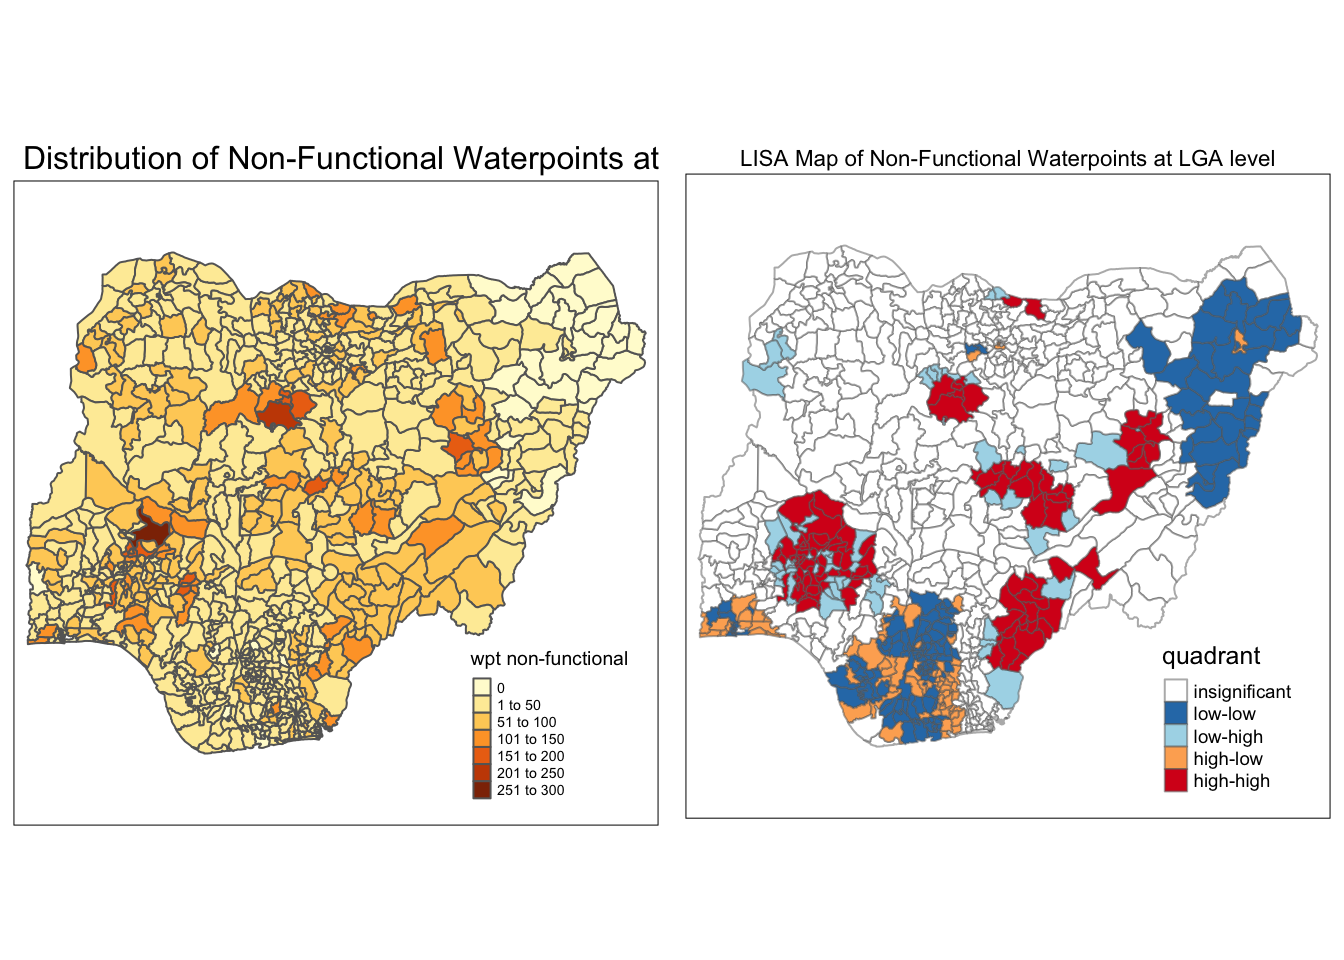 Distribution of Non-Functional Waterpoints at
wpt non-functional
0
1 to 50
51 to 100
101 to 150
151 to 200
201 to 250
251 to 300
LISA Map of Non-Functional Waterpoints at LGA level
quadrant
insignificant
low-low
low-high
high-low
high-high